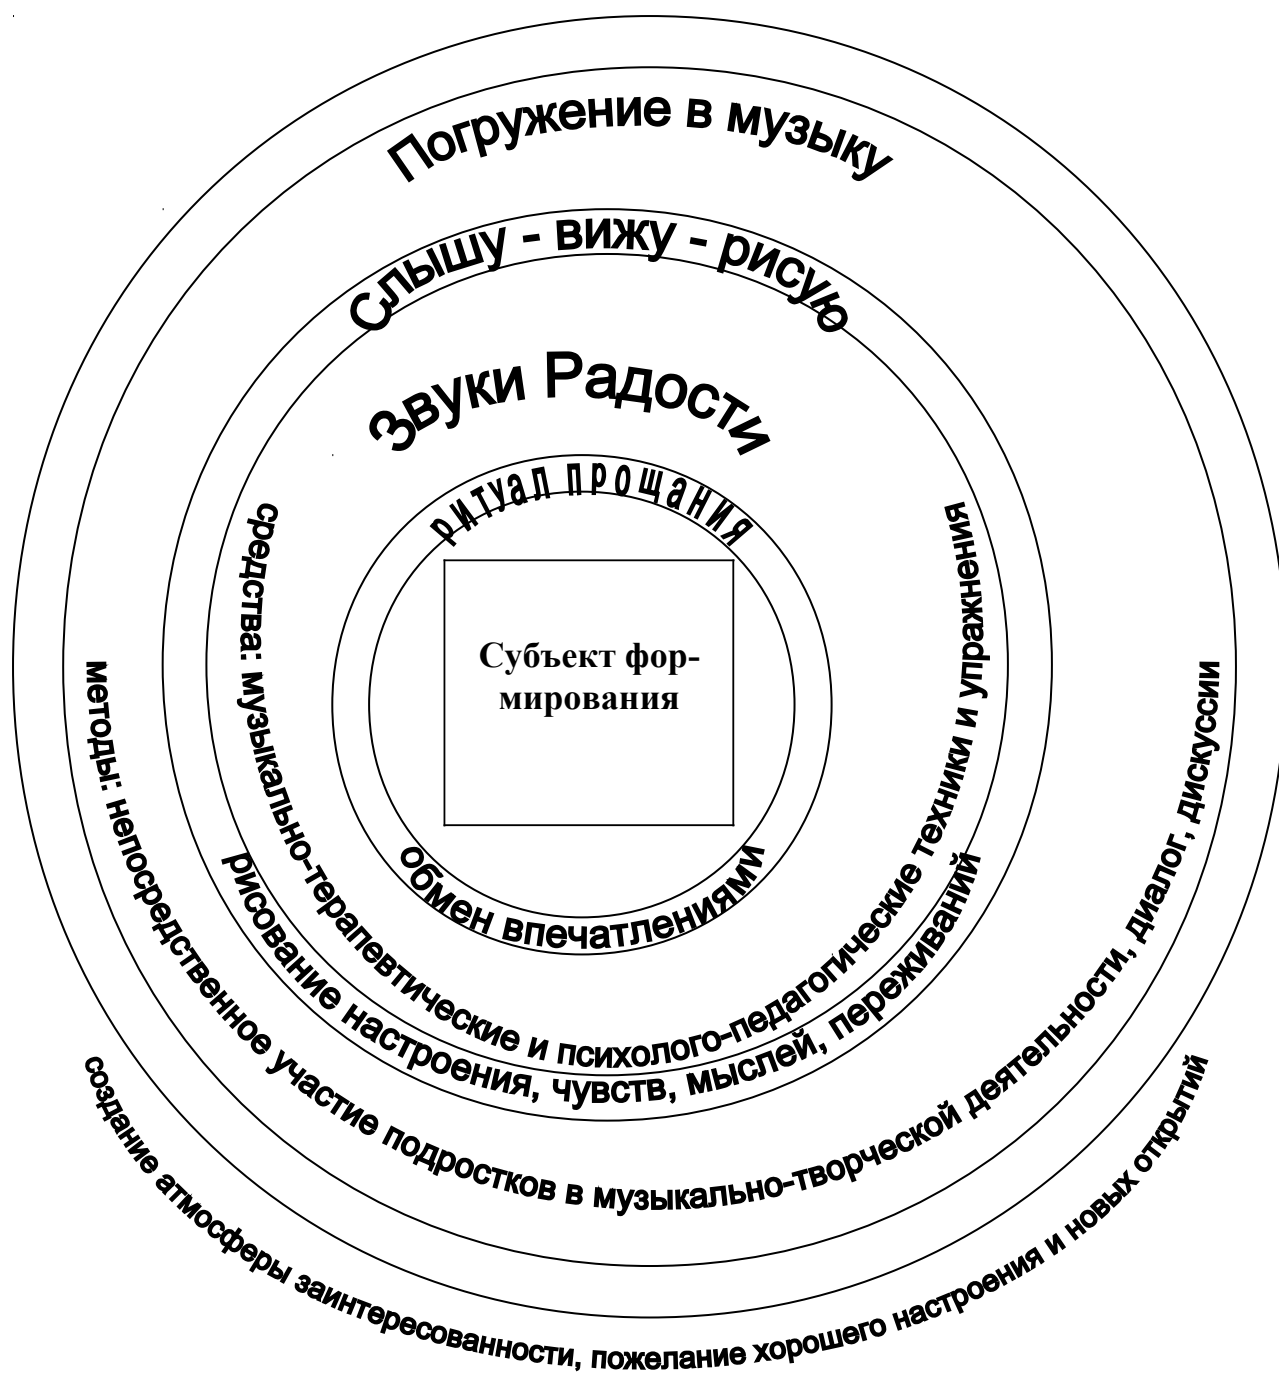 Погружение в музыку
Слышу - вижу - рисую
Звуки Радости
ритуал прощания
Субъект фор-
мирования
обмен впечатлениями
средства: музыкально-терапевтические и психолого-педагогические техники и упражнения
рисование настроения, чувств, мыслей, переживаний
методы: непосредственное участие подростков в музыкально-творческой деятельности, диалог, дискуссии
создание атмосферы заинтересованности, пожелание хорошего настроения и новых открытий